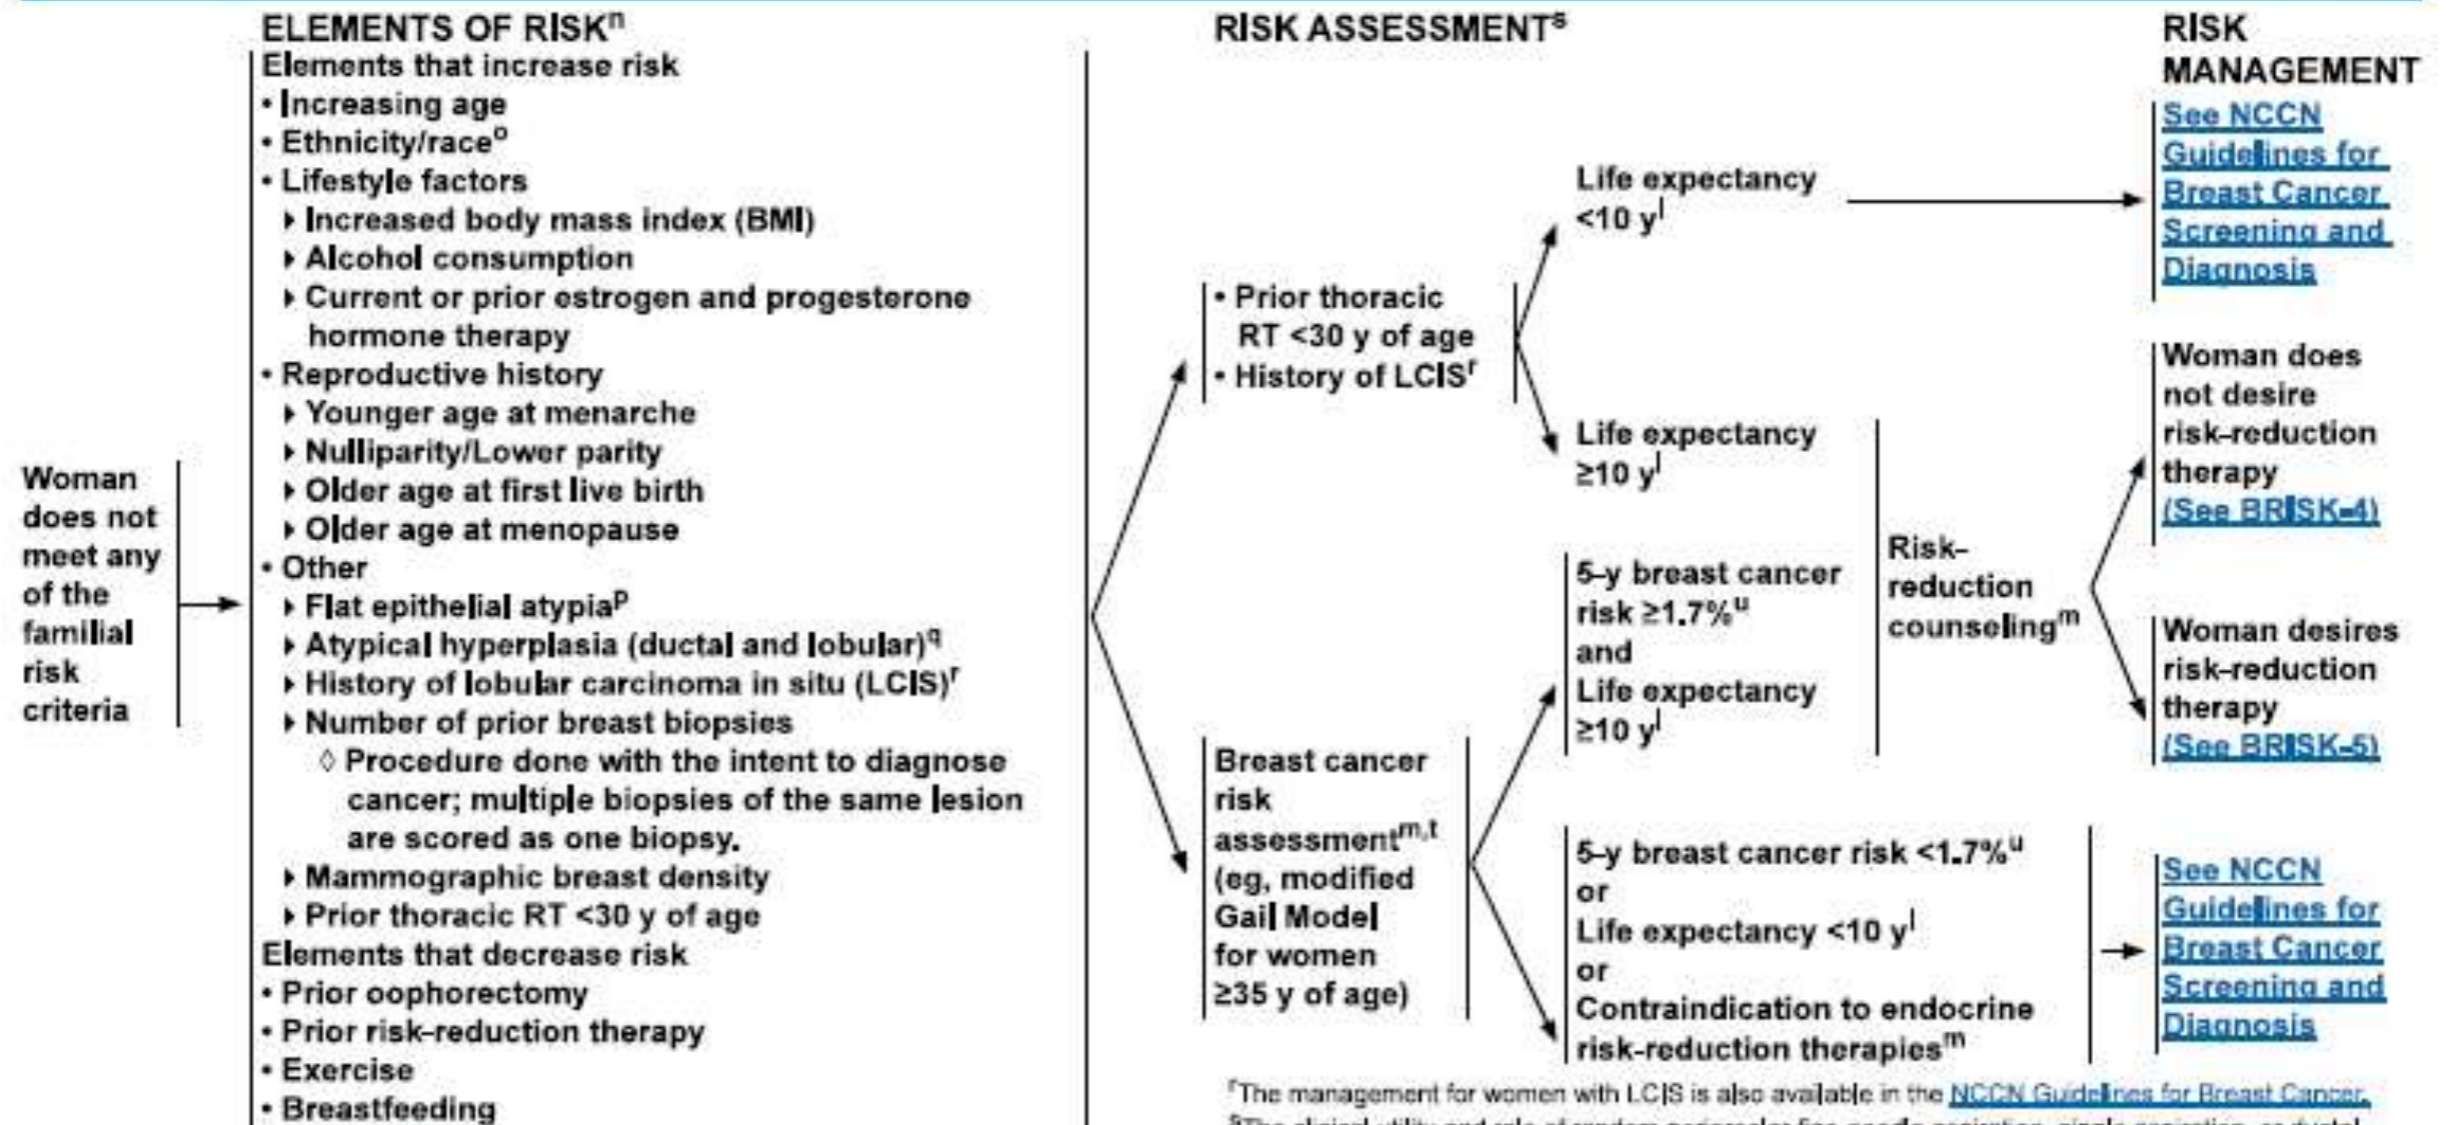 ELEMENTS OF RISKⁿ
Elements that increase risk
• Increasing age
• Ethnicity/raceᵒ
• Lifestyle factors
▸ Increased body mass index (BMI)
▸ Alcohol consumption
▸ Current or prior estrogen and progesterone
hormone therapy
• Reproductive history
▸ Younger age at menarche
▸ Nulliparity/Lower parity
▸ Older age at first live birth
▸ Older age at menopause
• Other
▸ Flat epithelial atypiaᵖ
▸ Atypical hyperplasia (ductal and lobular)q
▸ History of lobular carcinoma in situ (LCIS)ʳ
▸ Number of prior breast biopsies
◊ Procedure done with the intent to diagnose
cancer; multiple biopsies of the same lesion
are scored as one biopsy.
▸ Mammographic breast density
▸ Prior thoracic RT <30 y of age
Elements that decrease risk
• Prior oophorectomy
• Prior risk-reduction therapy
• Exercise
• Breastfeeding
Woman
does not
meet any
of the
familial
risk
criteria
RISK ASSESSMENTˢ
• Prior thoracic
RT <30 y of age
• History of LCISʳ
Life expectancy
<10 yˡ
Life expectancy
≥10 yˡ
Breast cancer
risk
assessmentᵐ,ᵗ
(eg, modified
Gail Model
for women
≥35 y of age)
5-y breast cancer
risk ≥1.7%ᵘ
and
Life expectancy
≥10 yˡ
5-y breast cancer risk <1.7%ᵘ
or
Life expectancy <10 yˡ
or
Contraindication to endocrine
risk-reduction therapiesᵐ
Risk-
reduction
counselingᵐ
RISK
MANAGEMENT
See NCCN
Guidelines for
Breast Cancer
Screening and
Diagnosis
Woman does
not desire
risk-reduction
therapy
(See BRISK-4)
Woman desires
risk-reduction
therapy
(See BRISK-5)
See NCCN
Guidelines for
Breast Cancer
Screening and
Diagnosis
ʳThe management for women with LCIS is also available in the NCCN Guidelines for Breast Cancer.